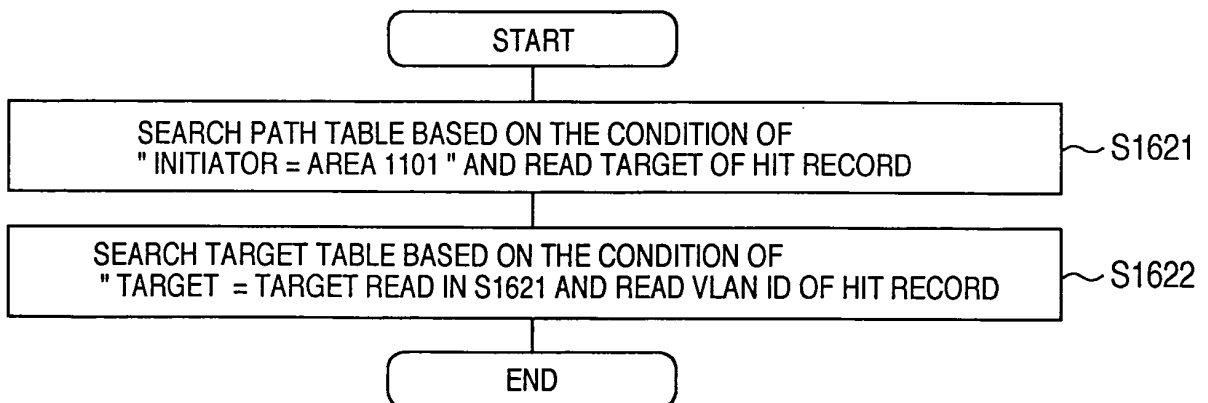 START
SEARCH PATH TABLE BASED ON THE CONDITION OF
" INITIATOR = AREA 1101 " AND READ TARGET OF HIT RECORD
S1621
SEARCH TARGET TABLE BASED ON THE CONDITION OF
" TARGET = TARGET READ IN S1621 AND READ VLAN ID OF HIT RECORD
S1622
END